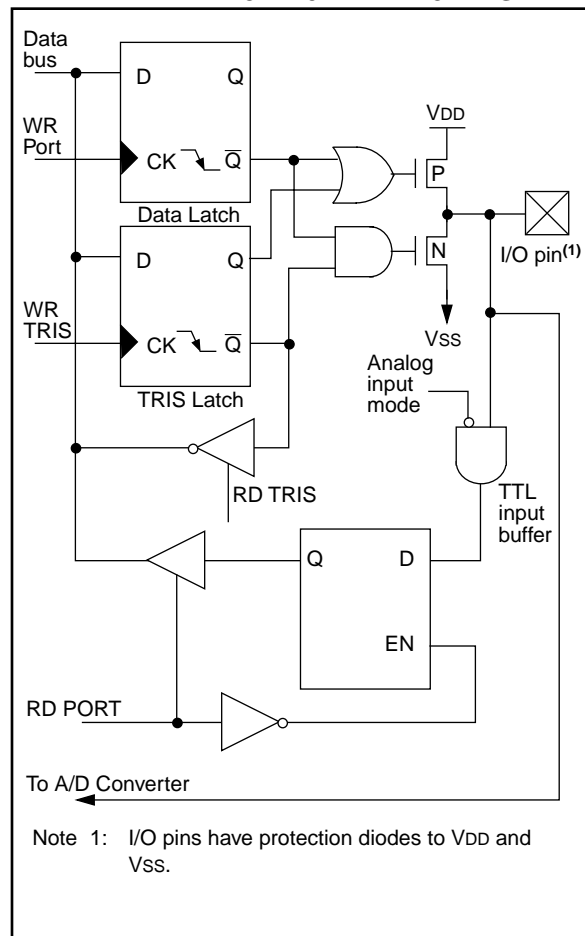 Data
bus
D Q
WR
Port
CK Q
Data Latch
VDD
P
N
I/O pin(1)
VSS
D Q
WR
TRIS
CK Q
TRIS Latch
Analog
input
mode
RD TRIS
TTL
input
buffer
Q D
EN
RD PORT
To A/D Converter
Note 1: I/O pins have protection diodes to VDD and
VSS.